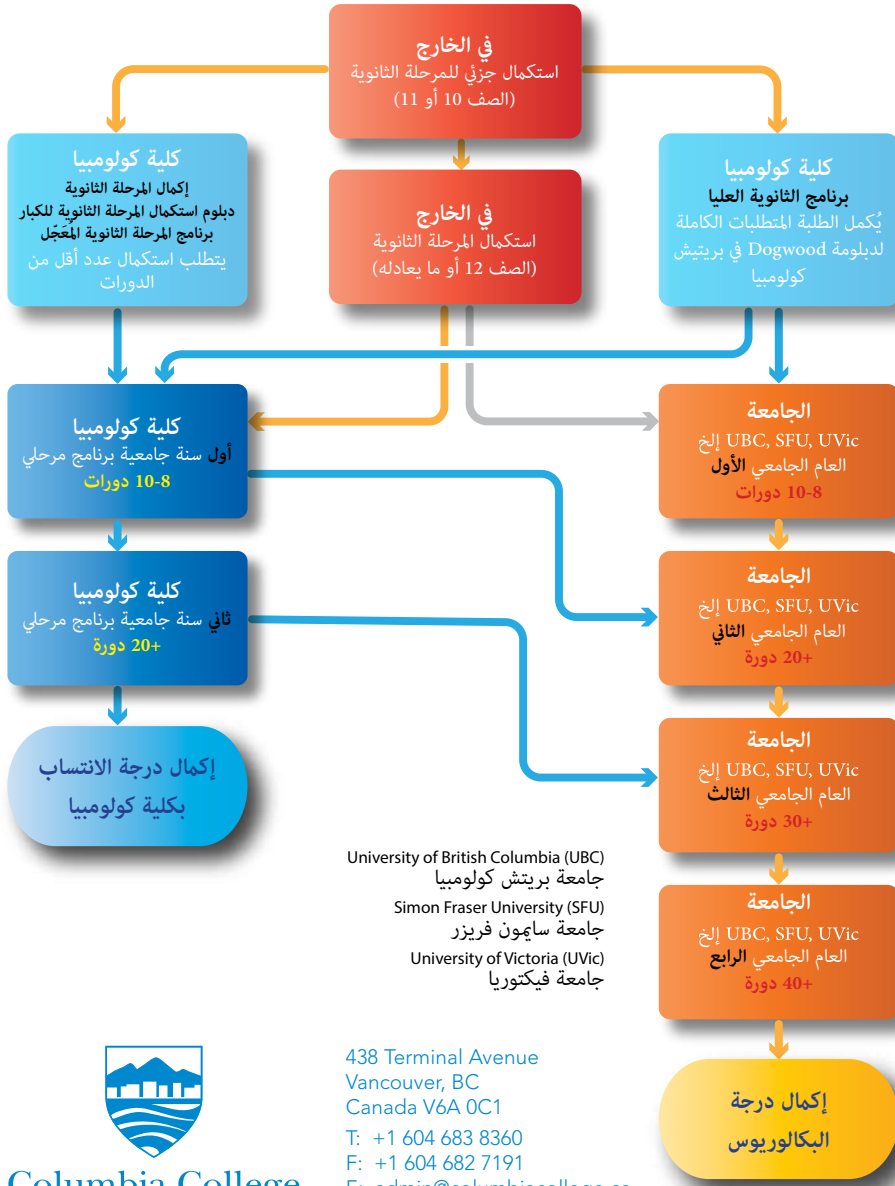 في الخارج
استكمال جزئي للمرحلة الثانوية
(الصف 10 أو 11)
كلية كولومبيا
برنامج الثانوية العليا
يُكمل الطلبة المتطلبات الكاملة
لدبلومة Dogwood في بريتيش
كولومبيا
في الخارج
استكمال المرحلة الثانوية
(الصف 12 أو ما يعادله)
كلية كولومبيا
إكمال المرحلة الثانوية
دبلوم استكمال المرحلة الثانوية للكبار
برنامج المرحلة الثانوية المُعَجّل
يتطلب استكمال عدد أقل من
الدورات
الجامعة
UBC, SFU, UVic إلخ
العام الجامعي الأول
10-8 دورات
كلية كولومبيا
أول سنة جامعية برنامج مرحلي
10-8 دورات
الجامعة
UBC, SFU, UVic إلخ
العام الجامعي الثاني
+20 دورة
كلية كولومبيا
ثاني سنة جامعية برنامج مرحلي
+20 دورة
الجامعة
UBC, SFU, UVic إلخ
العام الجامعي الثالث
+30 دورة
إكمال درجة الانتساب
بكلية كولومبيا
الجامعة
UBC, SFU, UVic إلخ
العام الجامعي الرابع
+40 دورة
إكمال درجة
البكالوريوس
University of British Columbia (UBC)
جامعة بريتش كولومبيا
Simon Fraser University (SFU)
جامعة سايمون فريزر
University of Victoria (UVic)
جامعة فيكتوريا
438 Terminal Avenue
Vancouver, BC
Canada V6A 0C1
T: +1 604 683 8360
F: +1 604 682 7191
E: admin@columbiacollege.ca
Columbia College